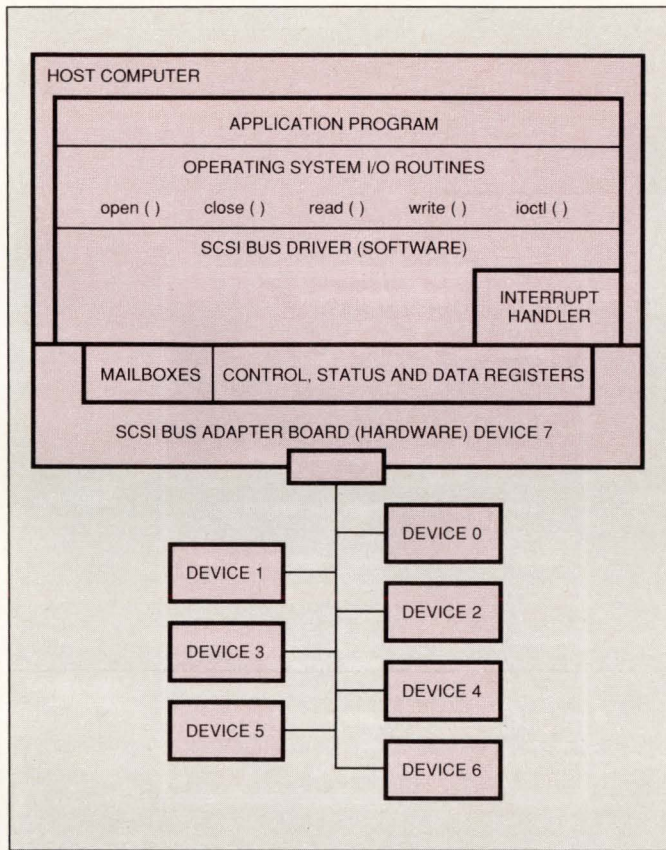 HOST COMPUTER
APPLICATION PROGRAM
OPERATING SYSTEM I/O ROUTINES
open ( ) close ( ) read ( ) write ( ) ioctl ( )
SCSI BUS DRIVER (SOFTWARE)
INTERRUPT
HANDLER
MAILBOXES CONTROL, STATUS AND DATA REGISTERS
SCSI BUS ADAPTER BOARD (HARDWARE) DEVICE 7
DEVICE 0
DEVICE 1
DEVICE 2
DEVICE 3
DEVICE 4
DEVICE 5
DEVICE 6